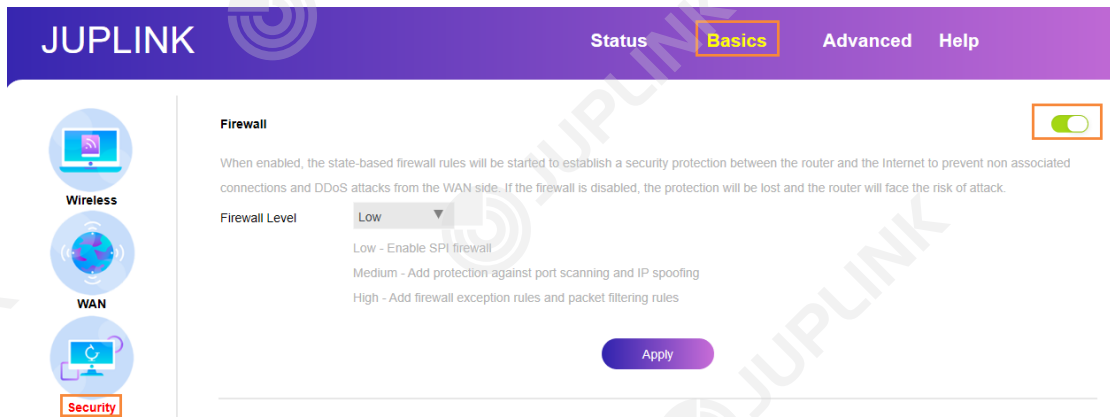 JUPLINK
Status Basics Advanced Help
Firewall
When enabled, the state-based firewall rules will be started to establish a security protection between the router and the Internet to prevent non associated
connections and DDoS attacks from the WAN side. If the firewall is disabled, the protection will be lost and the router will face the risk of attack.
Wireless
Firewall Level Low
Low - Enable SPI firewall
Medium - Add protection against port scanning and IP spoofing
High - Add firewall exception rules and packet filtering rules
WAN
Apply
Security
JUPLINK
JUPLINK
JUPLINK